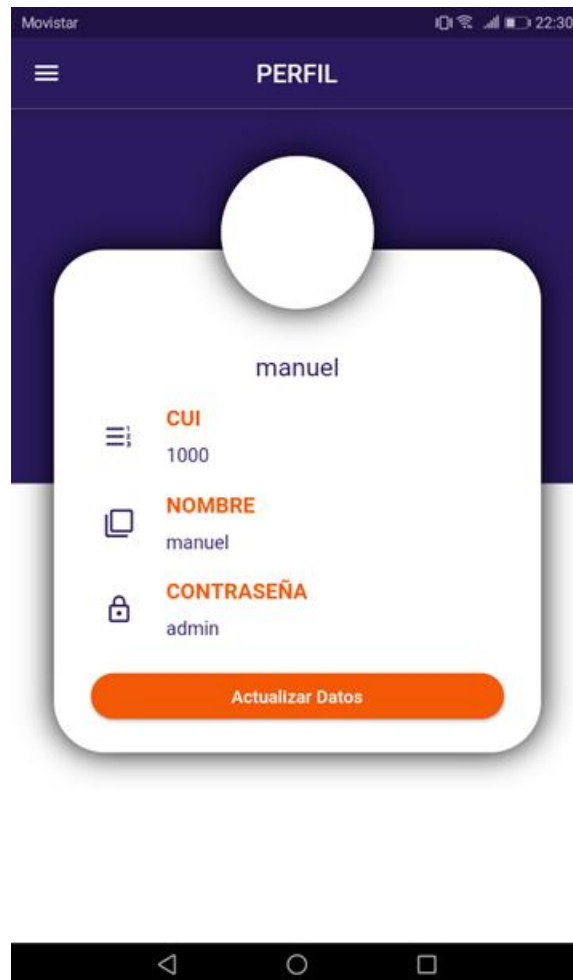 Movistar 22:30
PERFIL
manuel
CUI
1000
NOMBRE
manuel
CONTRASEÑA
admin
Actualizar Datos